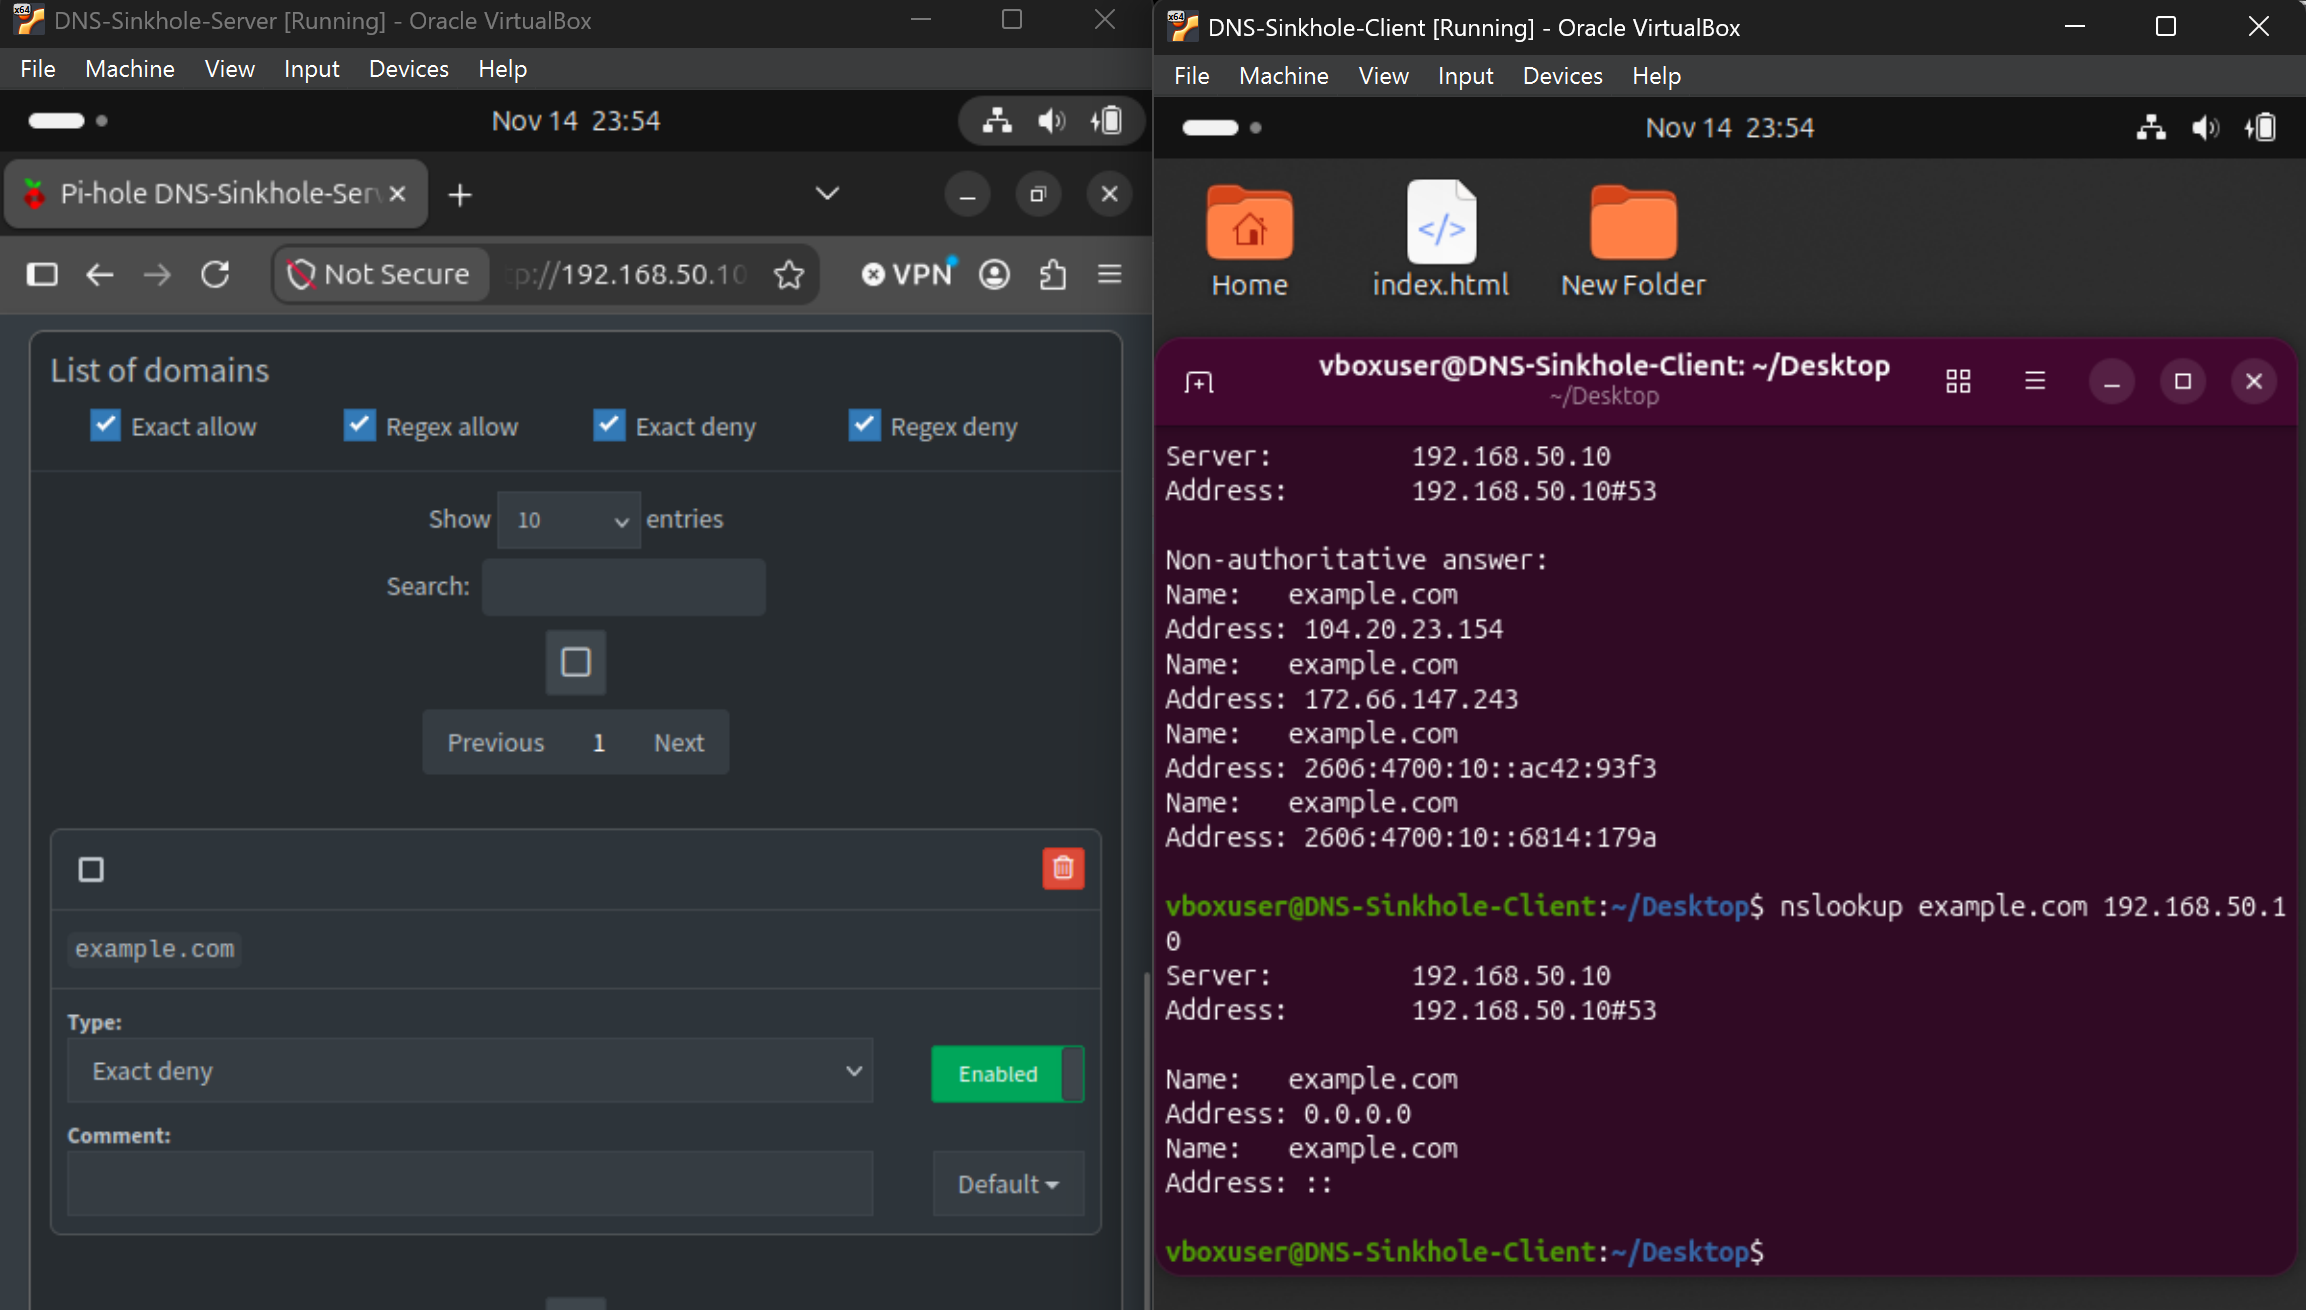 DNS-Sinkhole-Server [Running] - Oracle VirtualBox
File Machine View Input Devices Help
Nov 14 23:54
Pi-hole DNS-Sinkhole-Ser
Not Secure
tp://192.168.50.10
VPN
List of domains
Exact allow
Regex allow
Exact deny
Regex deny
Show 10 entries
Search:
Previous 1 Next
example.com
Type:
Exact deny
Enabled
Comment:
Default
DNS-Sinkhole-Client [Running] - Oracle VirtualBox
File Machine View Input Devices Help
Nov 14 23:54
Home
index.html
New Folder
vboxuser@DNS-Sinkhole-Client: ~/Desktop
~/Desktop
Server: 192.168.50.10
Address: 192.168.50.10#53
Non-authoritative answer:
Name: example.com
Address: 104.20.23.154
Name: example.com
Address: 172.66.147.243
Name: example.com
Address: 2606:4700:10::ac42:93f3
Name: example.com
Address: 2606:4700:10::6814:179a
vboxuser@DNS-Sinkhole-Client:~/Desktop$ nslookup example.com 192.168.50.1
0
Server: 192.168.50.10
Address: 192.168.50.10#53
Name: example.com
Address: 0.0.0.0
Name: example.com
Address: ::
vboxuser@DNS-Sinkhole-Client:~/Desktop$